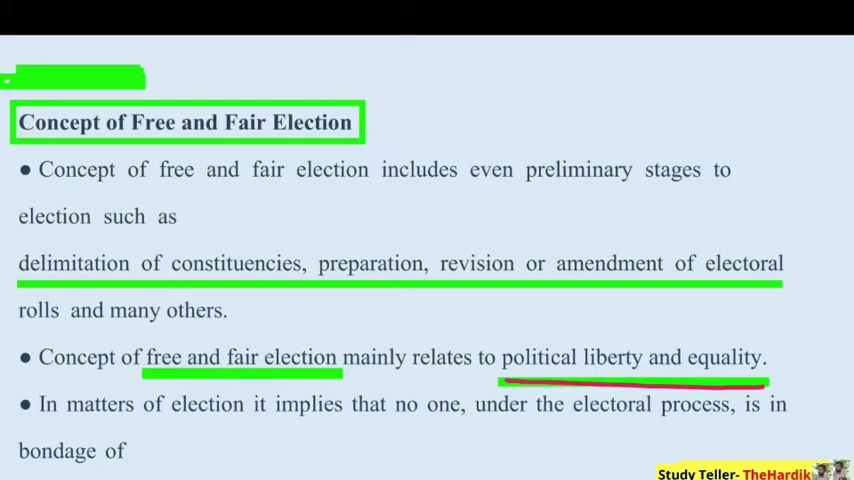 Concept of Free and Fair Election
● Concept of free and fair election includes even preliminary stages to
election such as
delimitation of constituencies, preparation, revision or amendment of electoral
rolls and many others.
● Concept of free and fair election mainly relates to political liberty and equality.
● In matters of election it implies that no one, under the electoral process, is in
bondage of
Study Teller- TheHardik